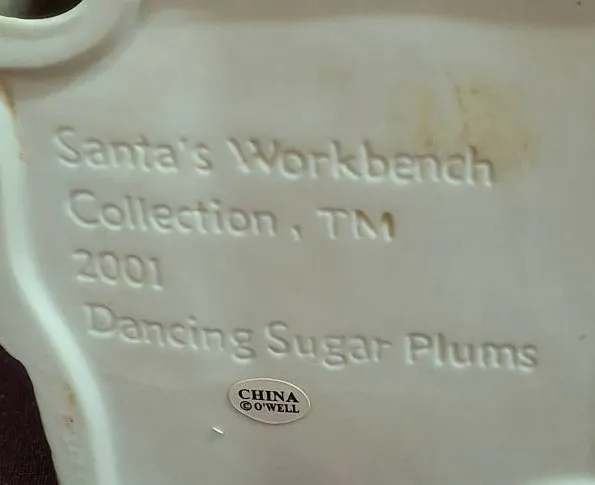 Santa's Workbench
Collection, TM
2001
Dancing Sugar Plums
CHINA
© O'WELL